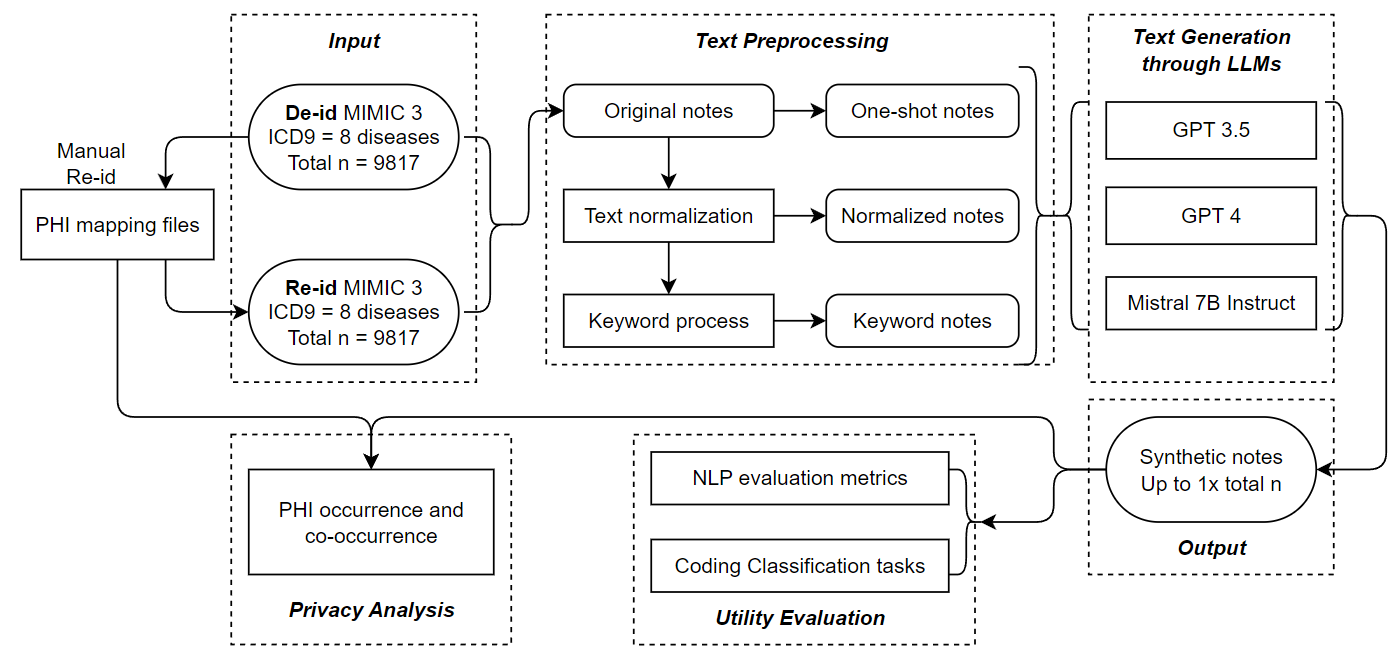 Input
De-id MIMIC 3
ICD9 = 8 diseases
Total n = 9817
Manual
Re-id
PHI mapping files
Re-id MIMIC 3
ICD9 = 8 diseases
Total n = 9817
Text Preprocessing
Original notes
One-shot notes
Text normalization
Normalized notes
Keyword process
Keyword notes
Text Generation
through LLMs
GPT 3.5
GPT 4
Mistral 7B Instruct
Synthetic notes
Up to 1x total n
Output
NLP evaluation metrics
Coding Classification tasks
Utility Evaluation
PHI occurrence and
co-occurrence
Privacy Analysis